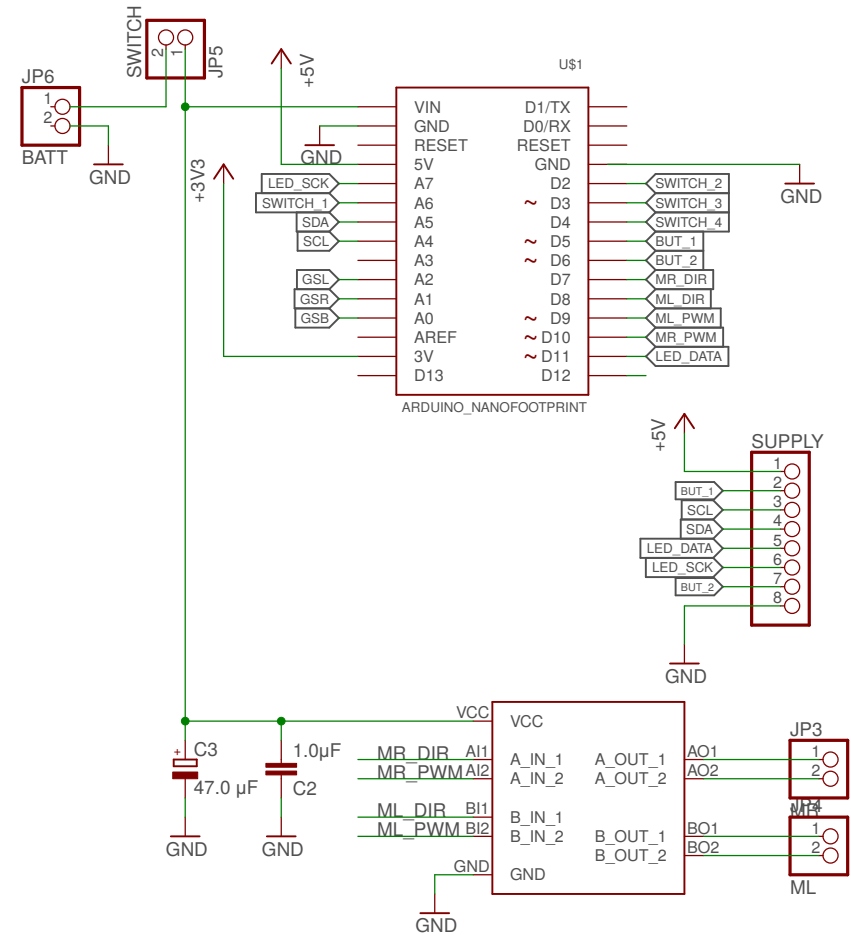 SWITCH
2
1
JP5
JP6
1
2
BATT
GND
+5V
+3V3
GND
U$1
VIN
GND
RESET
5V
A7
A6
A5
A4
A3
A2
A1
A0
AREF
3V
D13
D1/TX
D0/RX
RESET
GND
D2
~ D3
D4
~ D5
~ D6
D7
D8
~ D9
~ D10
~ D11
D12
LED_SCK
SWITCH_1
SDA
SCL
GSL
GSR
GSB
SWITCH_2
SWITCH_3
SWITCH_4
BUT_1
BUT_2
MR_DIR
ML_DIR
ML_PWM
MR_PWM
LED_DATA
GND
ARDUINO_NANOFOOTPRINT
+5V
SUPPLY
1
2
3
4
5
6
7
8
BUT_1
SCL
SDA
LED_DATA
LED_SCK
BUT_2
GND
+
C3
47.0 µF
GND
1.0µF
C2
GND
VCC
MR_DIR AI1
MR_PWM AI2
ML_DIR BI1
ML_PWM BI2
GND
GND
VCC
A_IN_1
A_IN_2
B_IN_1
B_IN_2
GND
A_OUT_1
A_OUT_2
B_OUT_1
B_OUT_2
AO1
AO2
BO1
BO2
JP3
1
2
MR
JP4
1
2
ML